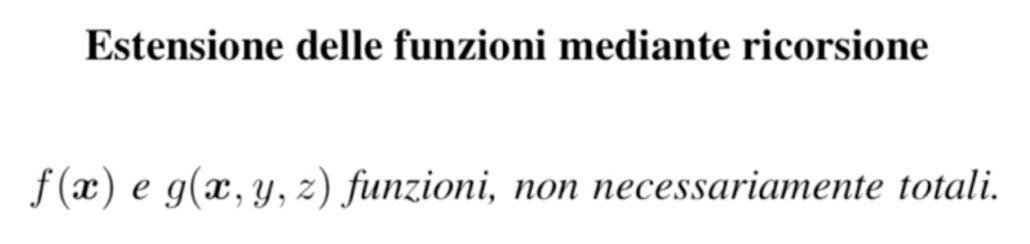 Estensione delle funzioni mediante ricorsione
f(x) e g(x, y, z) funzioni, non necessariamente totali.